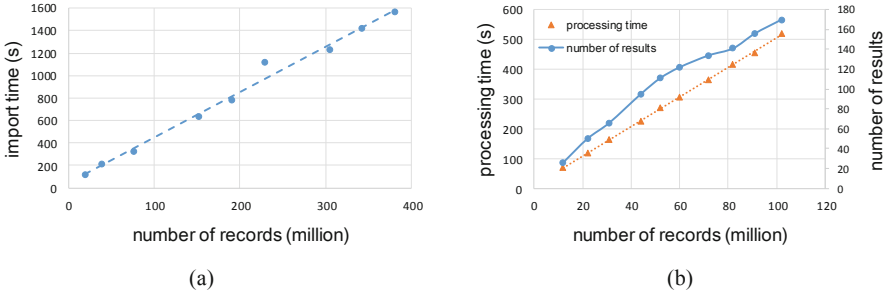 import time (s)
1600
1400
1200
1000
800
600
400
200
0
0 100 200 300 400
number of records (million)
(a)
processing time (s)
600
500
400
300
200
100
0
processing time
number of results
180
160
140
120
100
80
60
40
20
0
number of results
0 20 40 60 80 100 120
number of records (million)
(b)